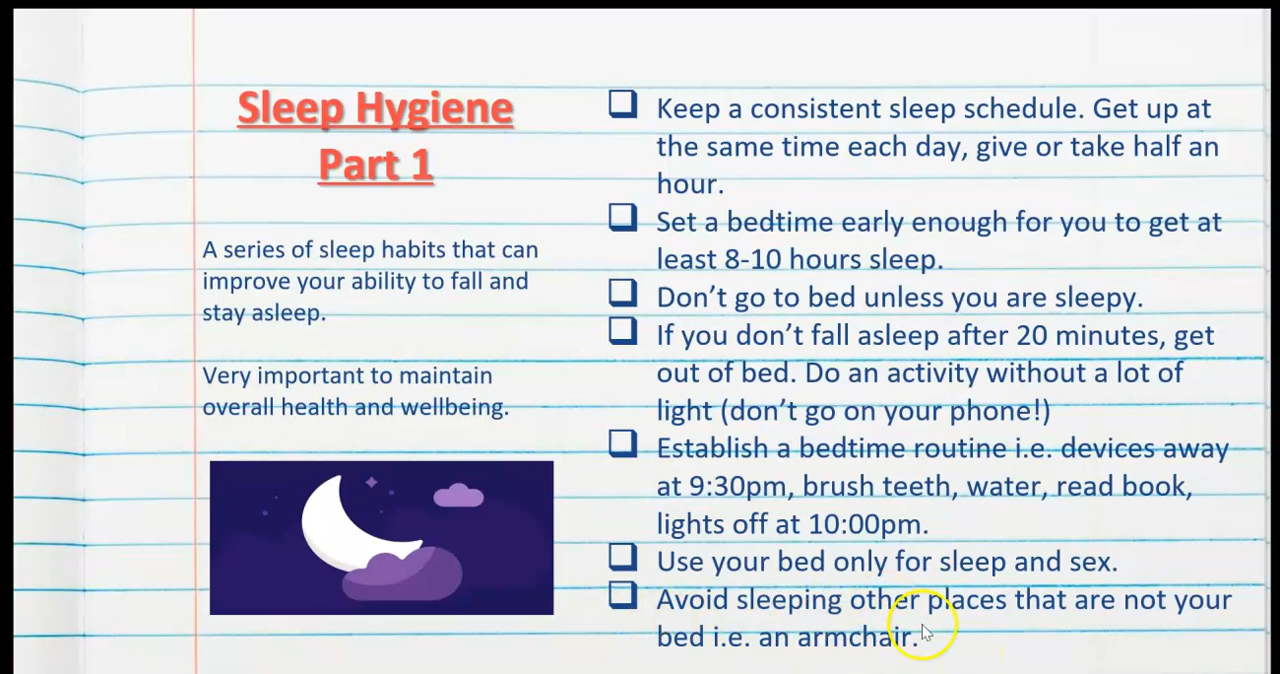 Sleep Hygiene
Part 1
A series of sleep habits that can
improve your ability to fall and
stay asleep.
Very important to maintain
overall health and wellbeing.
Keep a consistent sleep schedule. Get up at
the same time each day, give or take half an
hour.
Set a bedtime early enough for you to get at
least 8-10 hours sleep.
Don’t go to bed unless you are sleepy.
If you don’t fall asleep after 20 minutes, get
out of bed. Do an activity without a lot of
light (don’t go on your phone!)
Establish a bedtime routine i.e. devices away
at 9:30pm, brush teeth, water, read book,
lights off at 10:00pm.
Use your bed only for sleep and sex.
Avoid sleeping other places that are not your
bed i.e. an armchair.